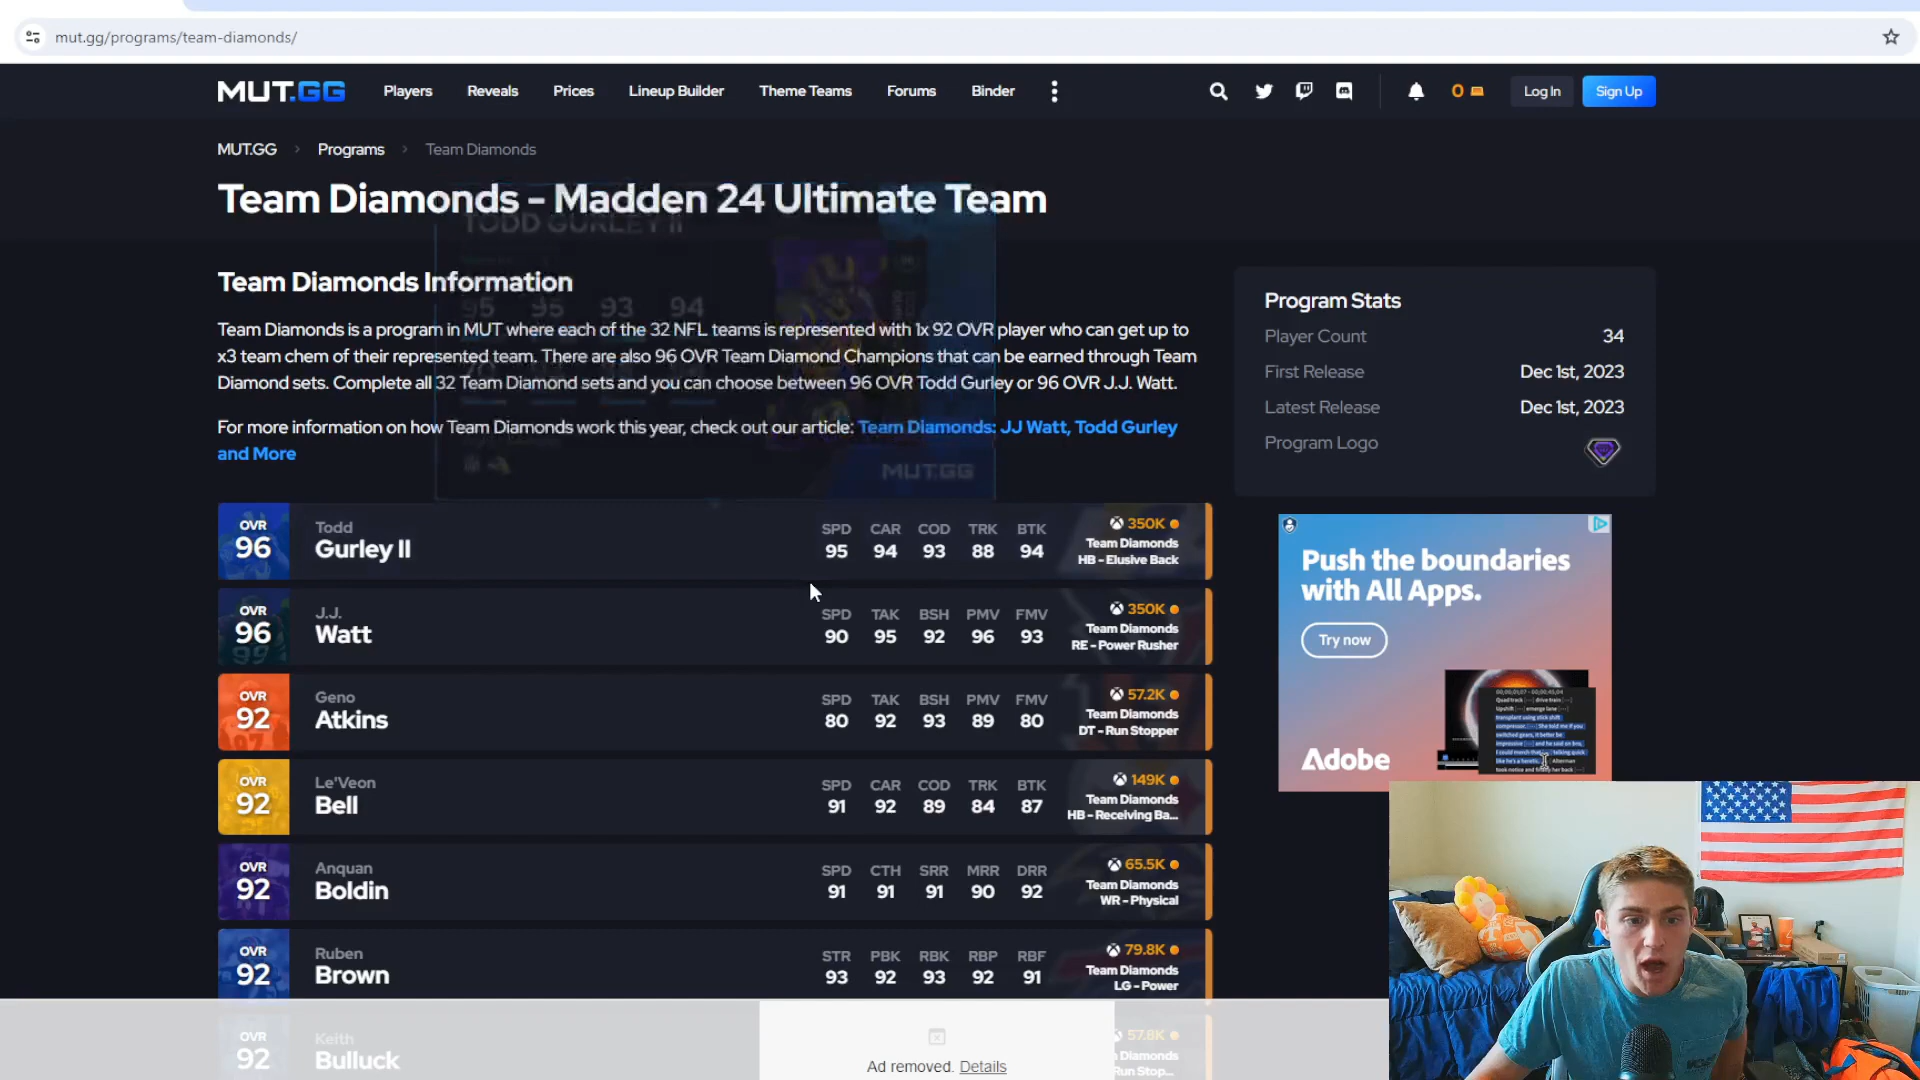 mut.gg/programs/team-diamonds/
MUT.GG Players Reveals Prices Lineup Builder Theme Teams Forums Binder 0 Log In Sign Up
MUT.GG > Programs > Team Diamonds
Team Diamonds - Madden 24 Ultimate Team
TODD GURLEY II
Team Diamonds Information
95 95 93 94
Team Diamonds is a program in MUT where each of the 32 NFL teams is represented with 1x 92 OVR player who can get up to
x3 team chem of their represented team. There are also 96 OVR Team Diamond Champions that can be earned through Team
Diamond sets. Complete all 32 Team Diamond sets and you can choose between 96 OVR Todd Gurley or 96 OVR J.J. Watt.
For more information on how Team Diamonds work this year, check out our article: Team Diamonds: JJ Watt, Todd Gurley
and More
MUT.GG
Program Stats
Player Count 34
First Release Dec 1st, 2023
Latest Release Dec 1st, 2023
Program Logo
OVR
96
Todd
Gurley II
SPD CAR COD TRK BTK
95 94 93 88 94
350K
Team Diamonds
HB - Elusive Back
OVR
96
J.J.
Watt
SPD TAK BSH PMV FMV
90 95 92 96 93
350K
Team Diamonds
RE - Power Rusher
OVR
92
Geno
Atkins
SPD TAK BSH PMV FMV
80 92 93 89 80
57.2K
Team Diamonds
DT - Run Stopper
OVR
92
Le'Veon
Bell
SPD CAR COD TRK BTK
91 92 89 84 87
149K
Team Diamonds
HB - Receiving Ba...
OVR
92
Anquan
Boldin
SPD CTH SRR MRR DRR
91 91 91 90 92
65.5K
Team Diamonds
WR - Physical
OVR
92
Ruben
Brown
STR PBK RBK RBP RBF
93 92 93 92 91
79.8K
Team Diamonds
LG - Power
OVR
92
Keith
Bulluck
57.8K
Diamonds
Run Stop...
Ad removed. Details
Push the boundaries
with All Apps.
Try now
Adobe